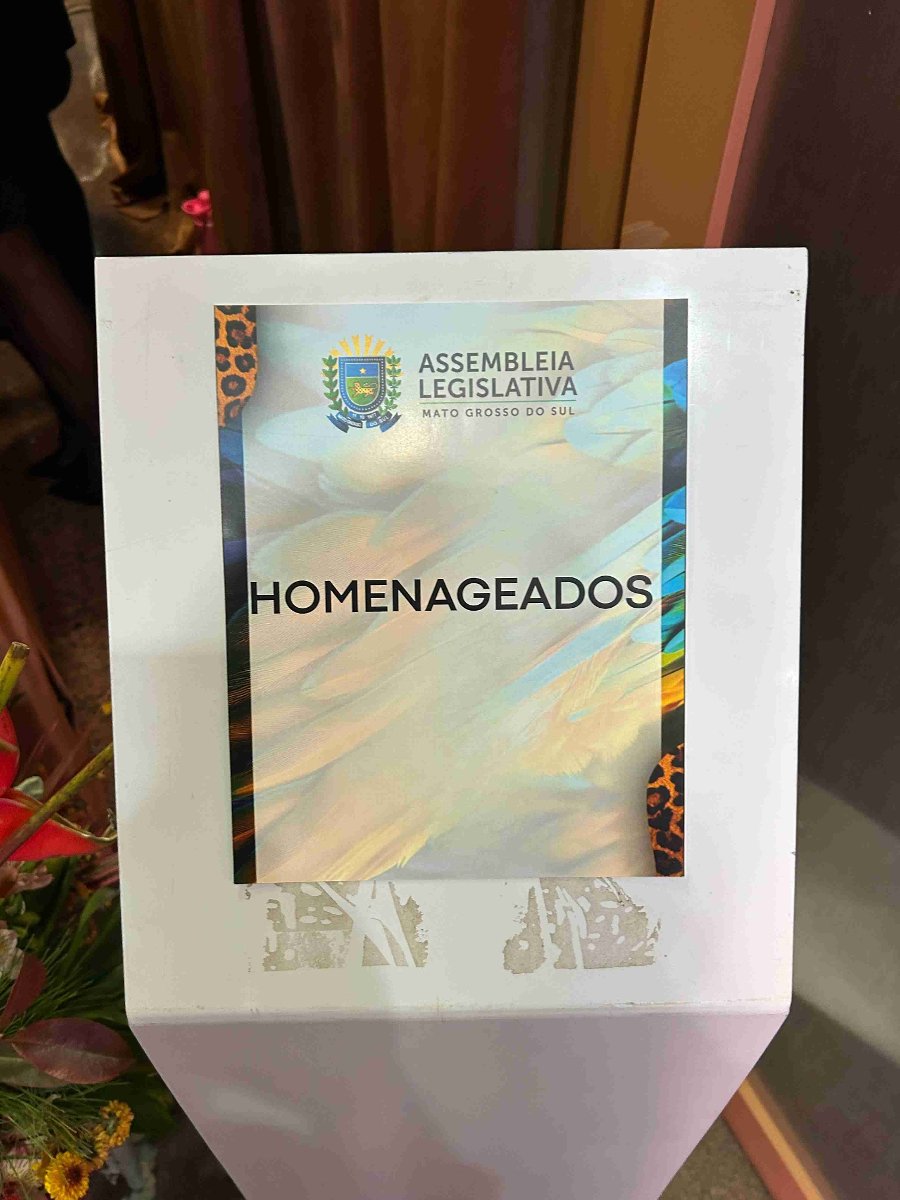 ASSEMBLEIA
LEGISLATIVA
MATO GROSSO DO SUL
HOMENAGEADOS